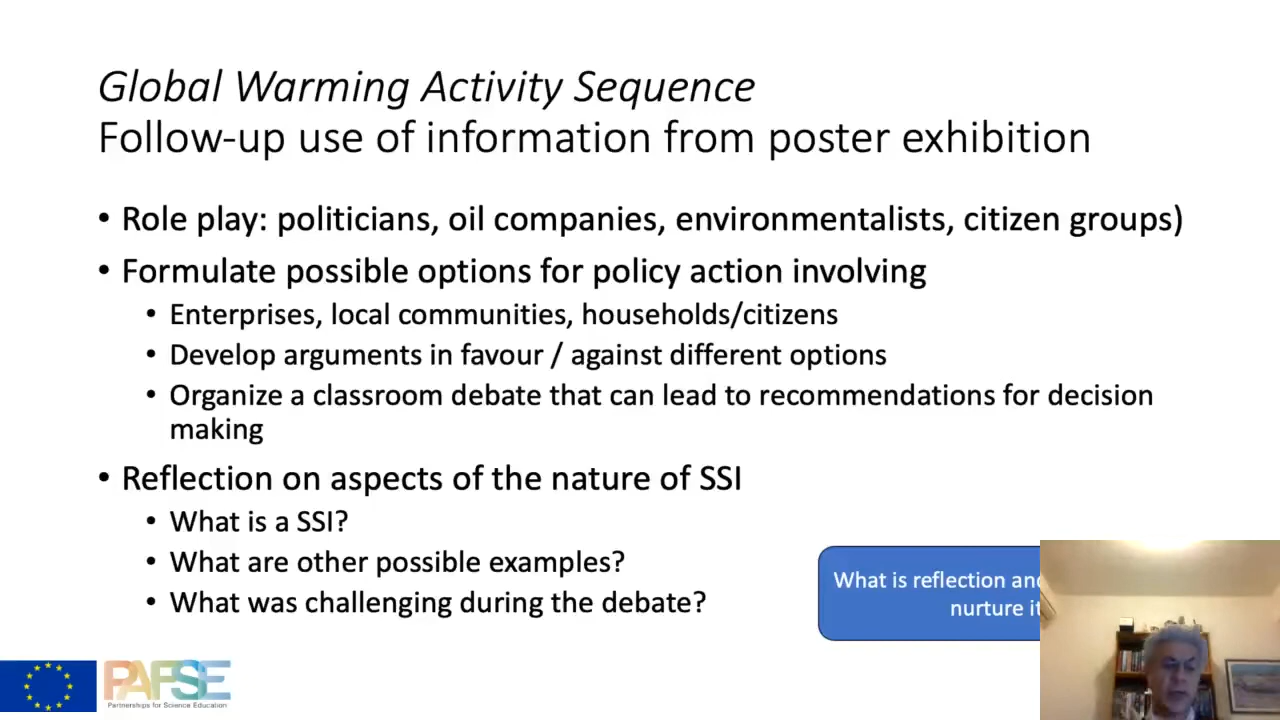 Global Warming Activity Sequence
Follow-up use of information from poster exhibition
• Role play: politicians, oil companies, environmentalists, citizen groups)
• Formulate possible options for policy action involving
• Enterprises, local communities, households/citizens
• Develop arguments in favour / against different options
• Organize a classroom debate that can lead to recommendations for decision
making
• Reflection on aspects of the nature of SSI
• What is a SSI?
• What are other possible examples?
• What was challenging during the debate?
What is reflection and
nurture it
PAFSE
Partnerships for Science Education